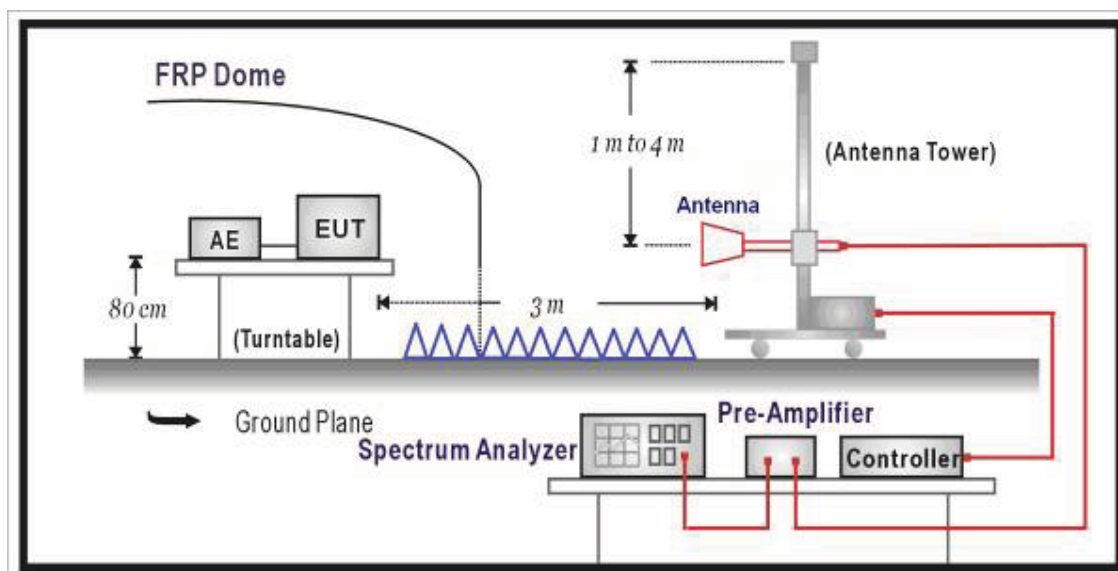 FRP Dome
1 m to 4 m
(Antenna Tower)
Antenna
AE
EUT
80 cm
3 m
(Turntable)
Ground Plane
Pre-Amplifier
Spectrum Analyzer
Controller